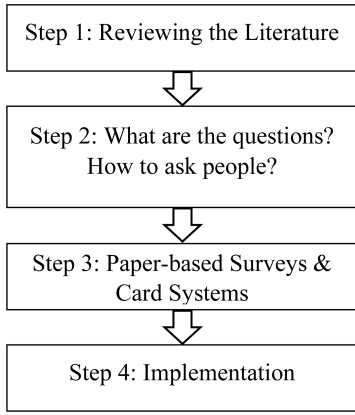 Step 1: Reviewing the Literature
Step 2: What are the questions?
How to ask people?
Step 3: Paper-based Surveys &
Card Systems
Step 4: Implementation